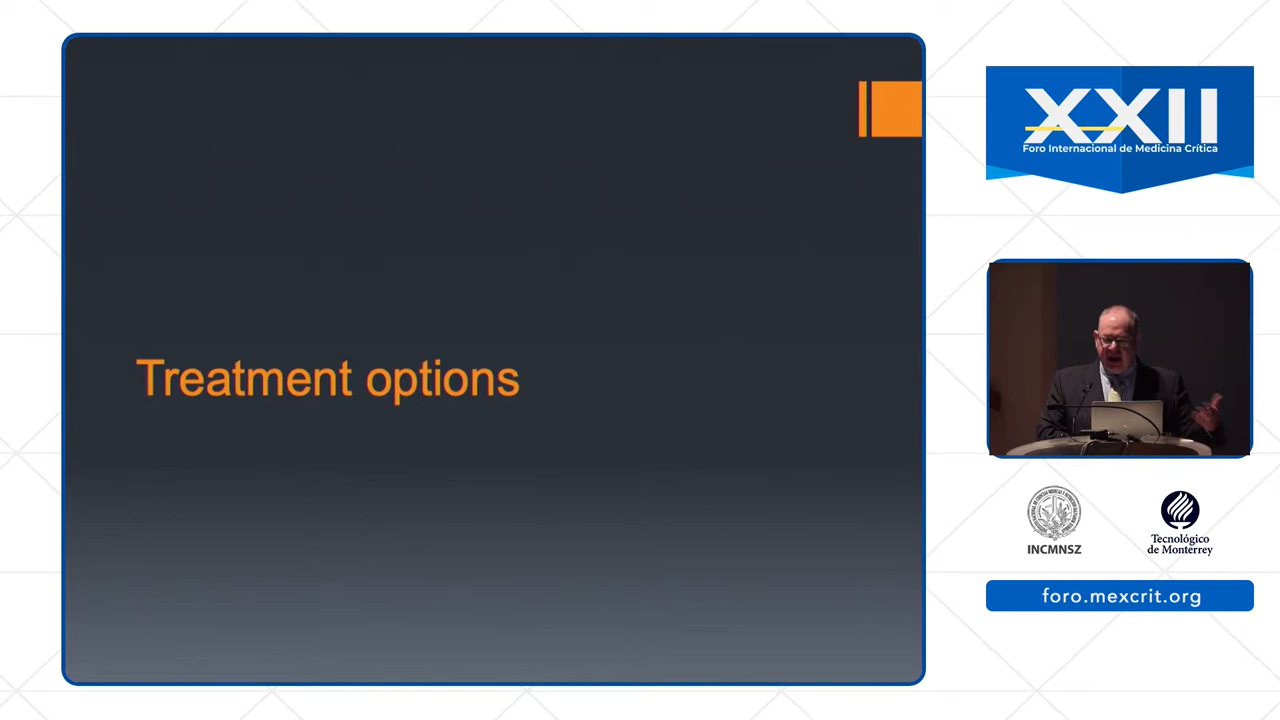 Treatment options
XXII
Foro Internacional de Medicina Crítica
INCMNSZ
Tecnológico
de Monterrey
foro.mexcrit.org